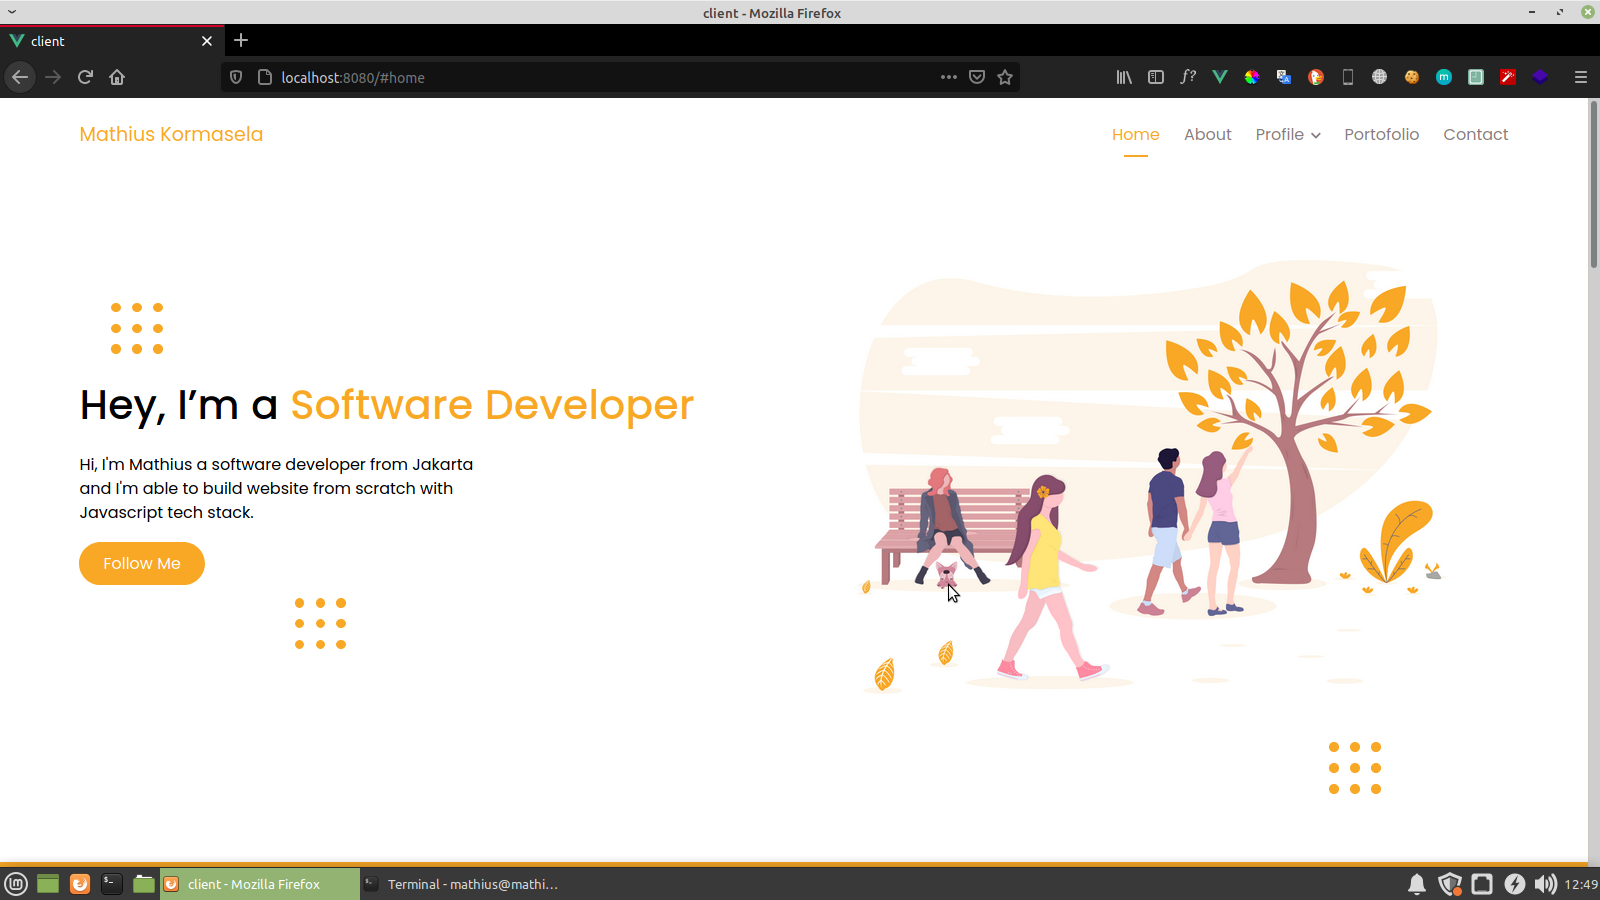 client - Mozilla Firefox
client
localhost:8080/#home
f?
m
Mathius Kormasela
Home About Profile Portofolio Contact
Hey, I’m a Software Developer
Hi, I'm Mathius a software developer from Jakarta
and I'm able to build website from scratch with
Javascript tech stack.
Follow Me
client - Mozilla Firefox
Terminal - mathius@mathi...
12:49